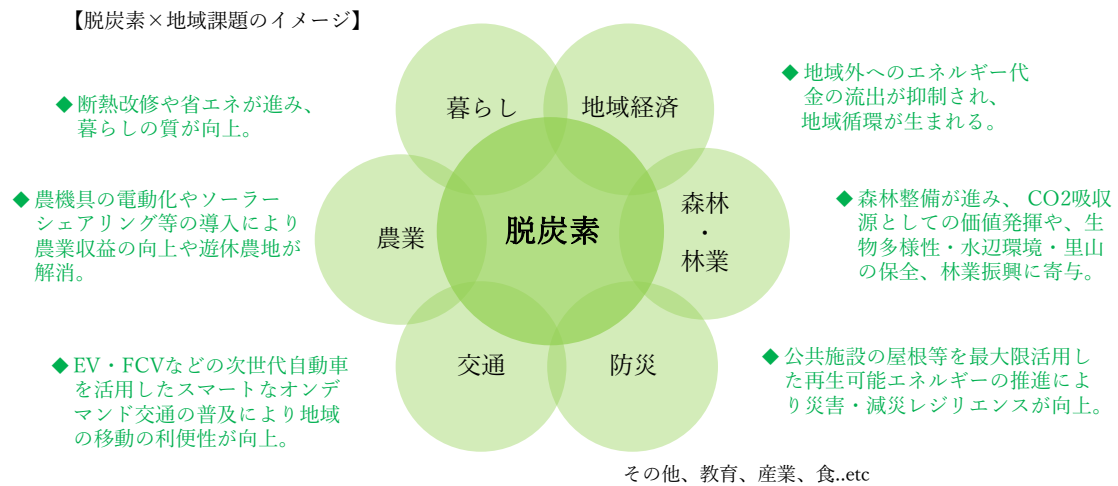 【脱炭素×地域課題のイメージ】
暮らし
地域経済
森林
・
林業
防災
交通
農業
脱炭素
◆断熱改修や省エネが進み、
暮らしの質が向上。
◆農機具の電動化やソーラー
シェアリング等の導入により
農業収益の向上や遊休農地が
解消。
◆EV・FCVなどの次世代自動車
を活用したスマートなオンデ
マンド交通の普及により地域
の移動の利便性が向上。
◆地域外へのエネルギー代
金の流出が抑制され、
地域循環が生まれる。
◆森林整備が進み、 CO2吸収
源としての価値発揮や、生
物多様性・水辺環境・里山
の保全、林業振興に寄与。
◆公共施設の屋根等を最大限活用し
た再生可能エネルギーの推進によ
り災害・減災レジリエンスが向上。
その他、教育、産業、食..etc